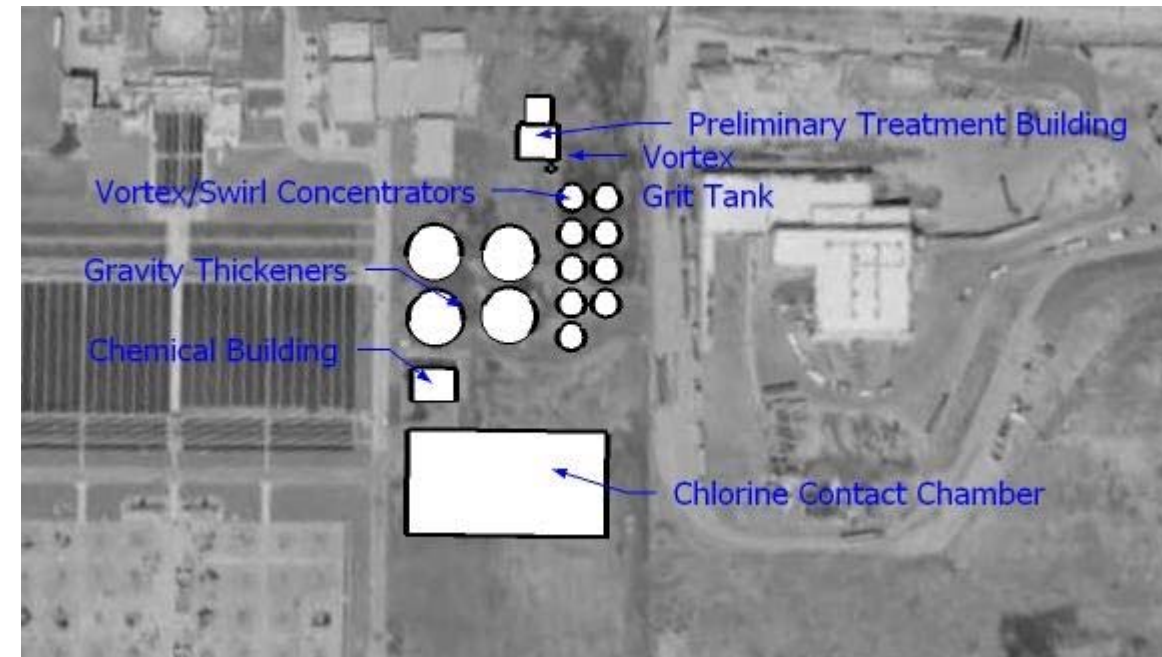 Preliminary Treatment Building
Vortex
Grit Tank
Vortex/Swirl Concentrators
Gravity Thickeners
Chemical Building
Chlorine Contact Chamber